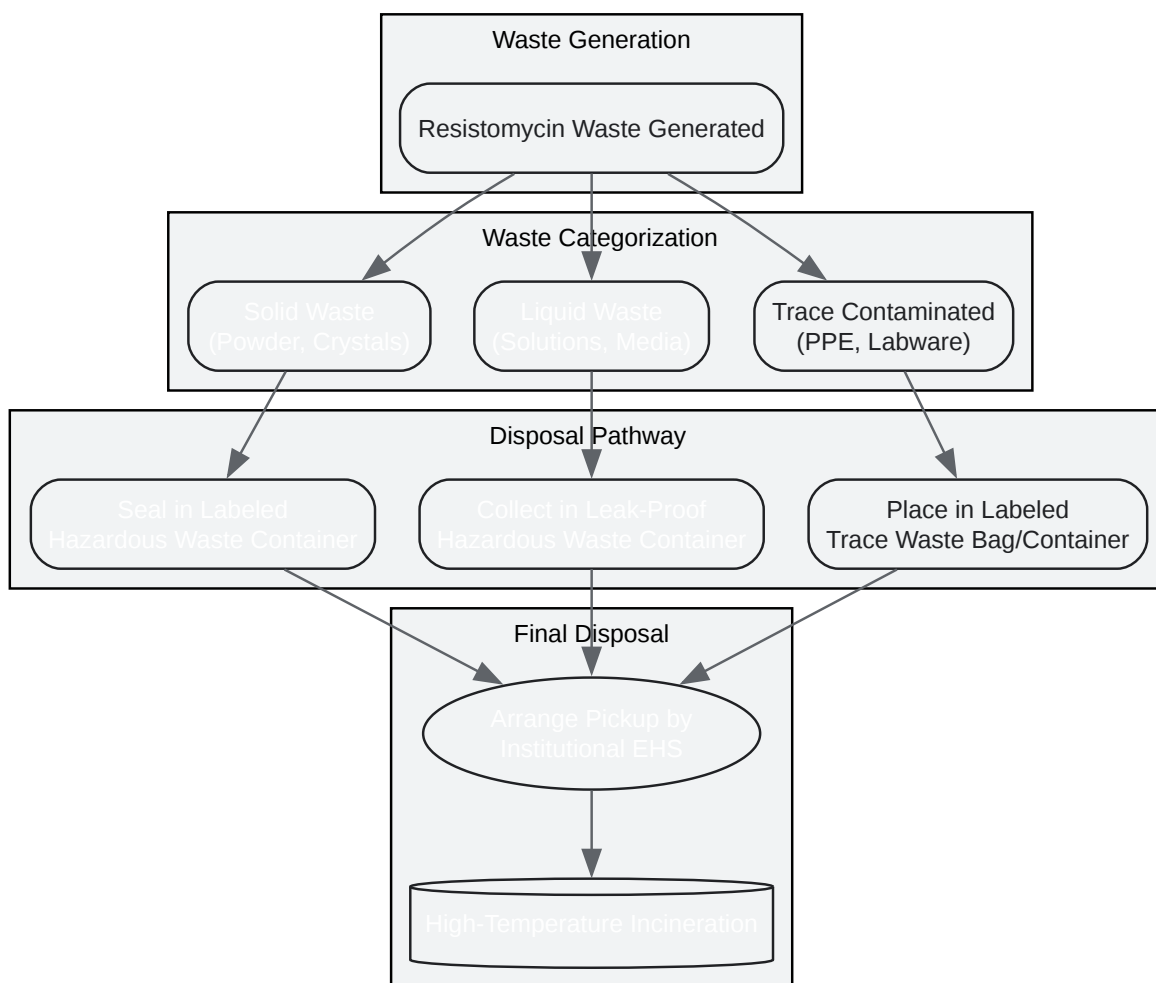 Waste Generation
Resistomycin Waste Generated
Waste Categorization
Solid Waste
(Powder, Crystals)
Liquid Waste
(Solutions, Media)
Trace Contaminated
(PPE, Labware)
Disposal Pathway
Seal in Labeled
Hazardous Waste Container
Collect in Leak-Proof
Hazardous Waste Container
Place in Labeled
Trace Waste Bag/Container
Final Disposal
Arrange Pickup by
Institutional EHS
High-Temperature Incineration